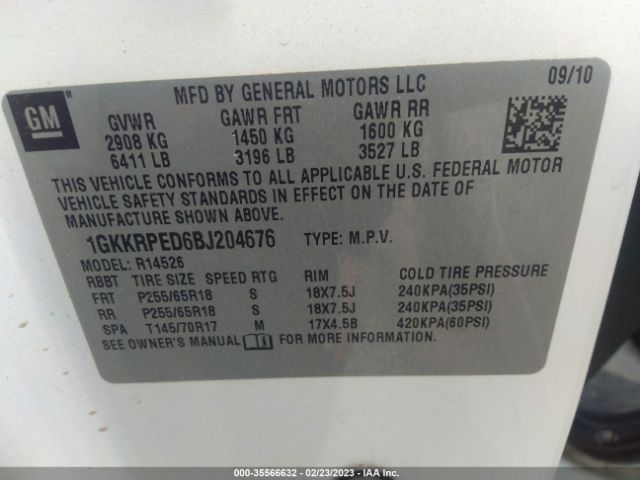 GM
MFD BY GENERAL MOTORS LLC 09/10
GVWR GAWR FRT GAWR RR
2908 KG 1450 KG 1600 KG
6411 LB 3196 LB 3527 LB
THIS VEHICLE CONFORMS TO ALL APPLICABLE U.S. FEDERAL MOTOR
VEHICLE SAFETY STANDARDS IN EFFECT ON THE DATE OF
MANUFACTURE SHOWN ABOVE.
1GKKRPED6BJ204676 TYPE: M.P.V.
MODEL: R14526
RBBT TIRE SIZE SPEED RTG RIM COLD TIRE PRESSURE
FRT P255/65R18 S 18X7.5J 240KPA(35PSI)
RR P255/65R18 S 18X7.5J 240KPA(35PSI)
SPA T145/70R17 M 17X4.5B 420KPA(60PSI)
SEE OWNER'S MANUAL FOR MORE INFORMATION
000-35566632 / 02/23/2023 - IAA Inc.